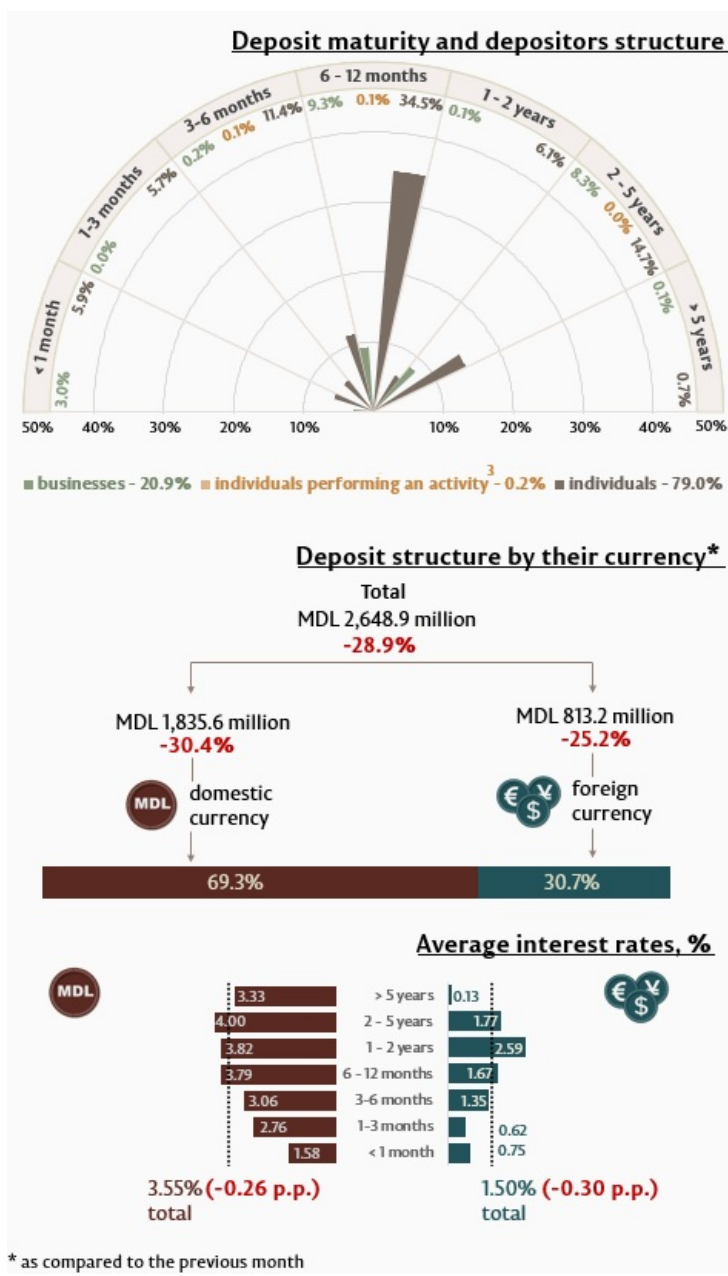 Deposit maturity and depositors structure
6 - 12 months
3-6 months
1 - 2 years
1-3 months
2 - 5 years
< 1 month
> 5 years
3.0%
5.9%
0.0%
5.7%
0.2%
0.1%
11.4%
9.3%
0.1%
34.5%
0.1%
6.1%
8.3%
0.0%
14.7%
0.1%
0.7%
50% 40% 30% 20% 10% 10% 20% 30% 40% 50%
businesses - 20.9% individuals performing an activity3 - 0.2% individuals - 79.0%
Deposit structure by their currency*
Total
MDL 2,648.9 million
-28.9%
MDL 1,835.6 million
-30.4%
MDL 813.2 million
-25.2%
MDL
domestic
currency
€ ¥ $
foreign
currency
69.3% 30.7%
Average interest rates, %
MDL
€ ¥ $
3.33 > 5 years 0.13
4.00 2 - 5 years 1.77
3.82 1 - 2 years 2.59
3.79 6 - 12 months 1.67
3.06 3-6 months 1.35
2.76 1-3 months 0.62
1.58 < 1 month 0.75
3.55% (-0.26 p.p.)
total
1.50% (-0.30 p.p.)
total
* as compared to the previous month